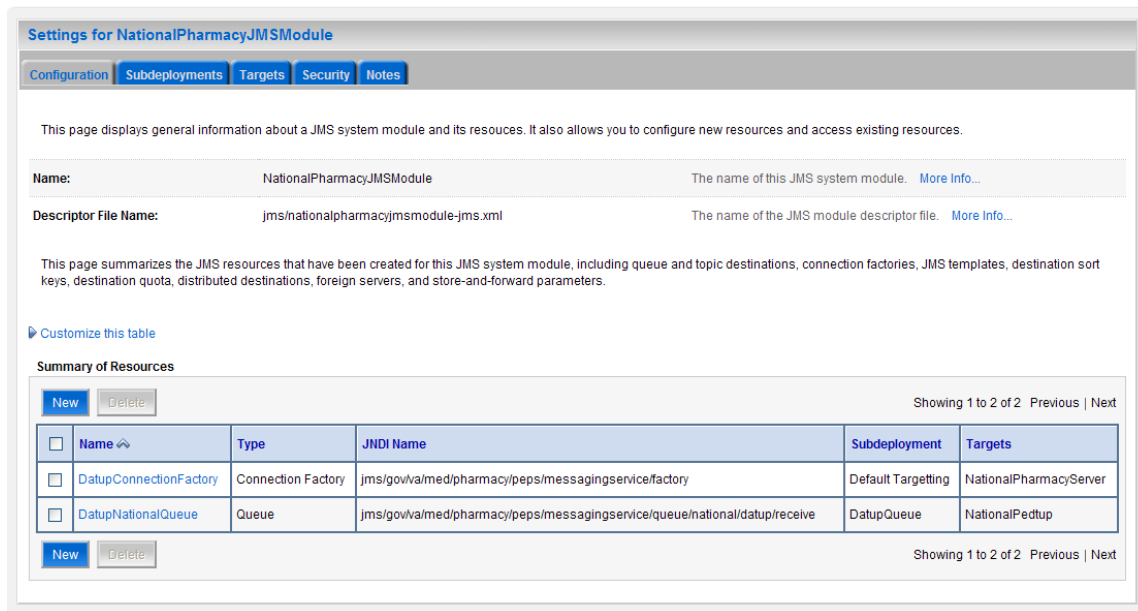 Settings for NationalPharmacyJMSModule
Configuration Subdeployments Targets Security Notes
This page displays general information about a JMS system module and its resouces. It also allows you to configure new resources and access existing resources.
Name: NationalPharmacyJMSModule The name of this JMS system module. More Info...
Descriptor File Name: jms/nationalpharmacyjmsmodule-jms.xml The name of the JMS module descriptor file. More Info...
This page summarizes the JMS resources that have been created for this JMS system module, including queue and topic destinations, connection factories, JMS templates, destination sort
keys, destination quota, distributed destinations, foreign servers, and store-and-forward parameters.
Customize this table
Summary of Resources
New Delete Showing 1 to 2 of 2 Previous | Next
Name Type JNDI Name Subdeployment Targets
DatupConnectionFactory Connection Factory jms/gov/va/med/pharmacy/peps/messagingservice/factory Default Targetting NationalPharmacyServer
DatupNationalQueue Queue jms/gov/va/med/pharmacy/peps/messagingservice/queue/national/datup/receive DatupQueue NationalPedtup
New Delete Showing 1 to 2 of 2 Previous | Next